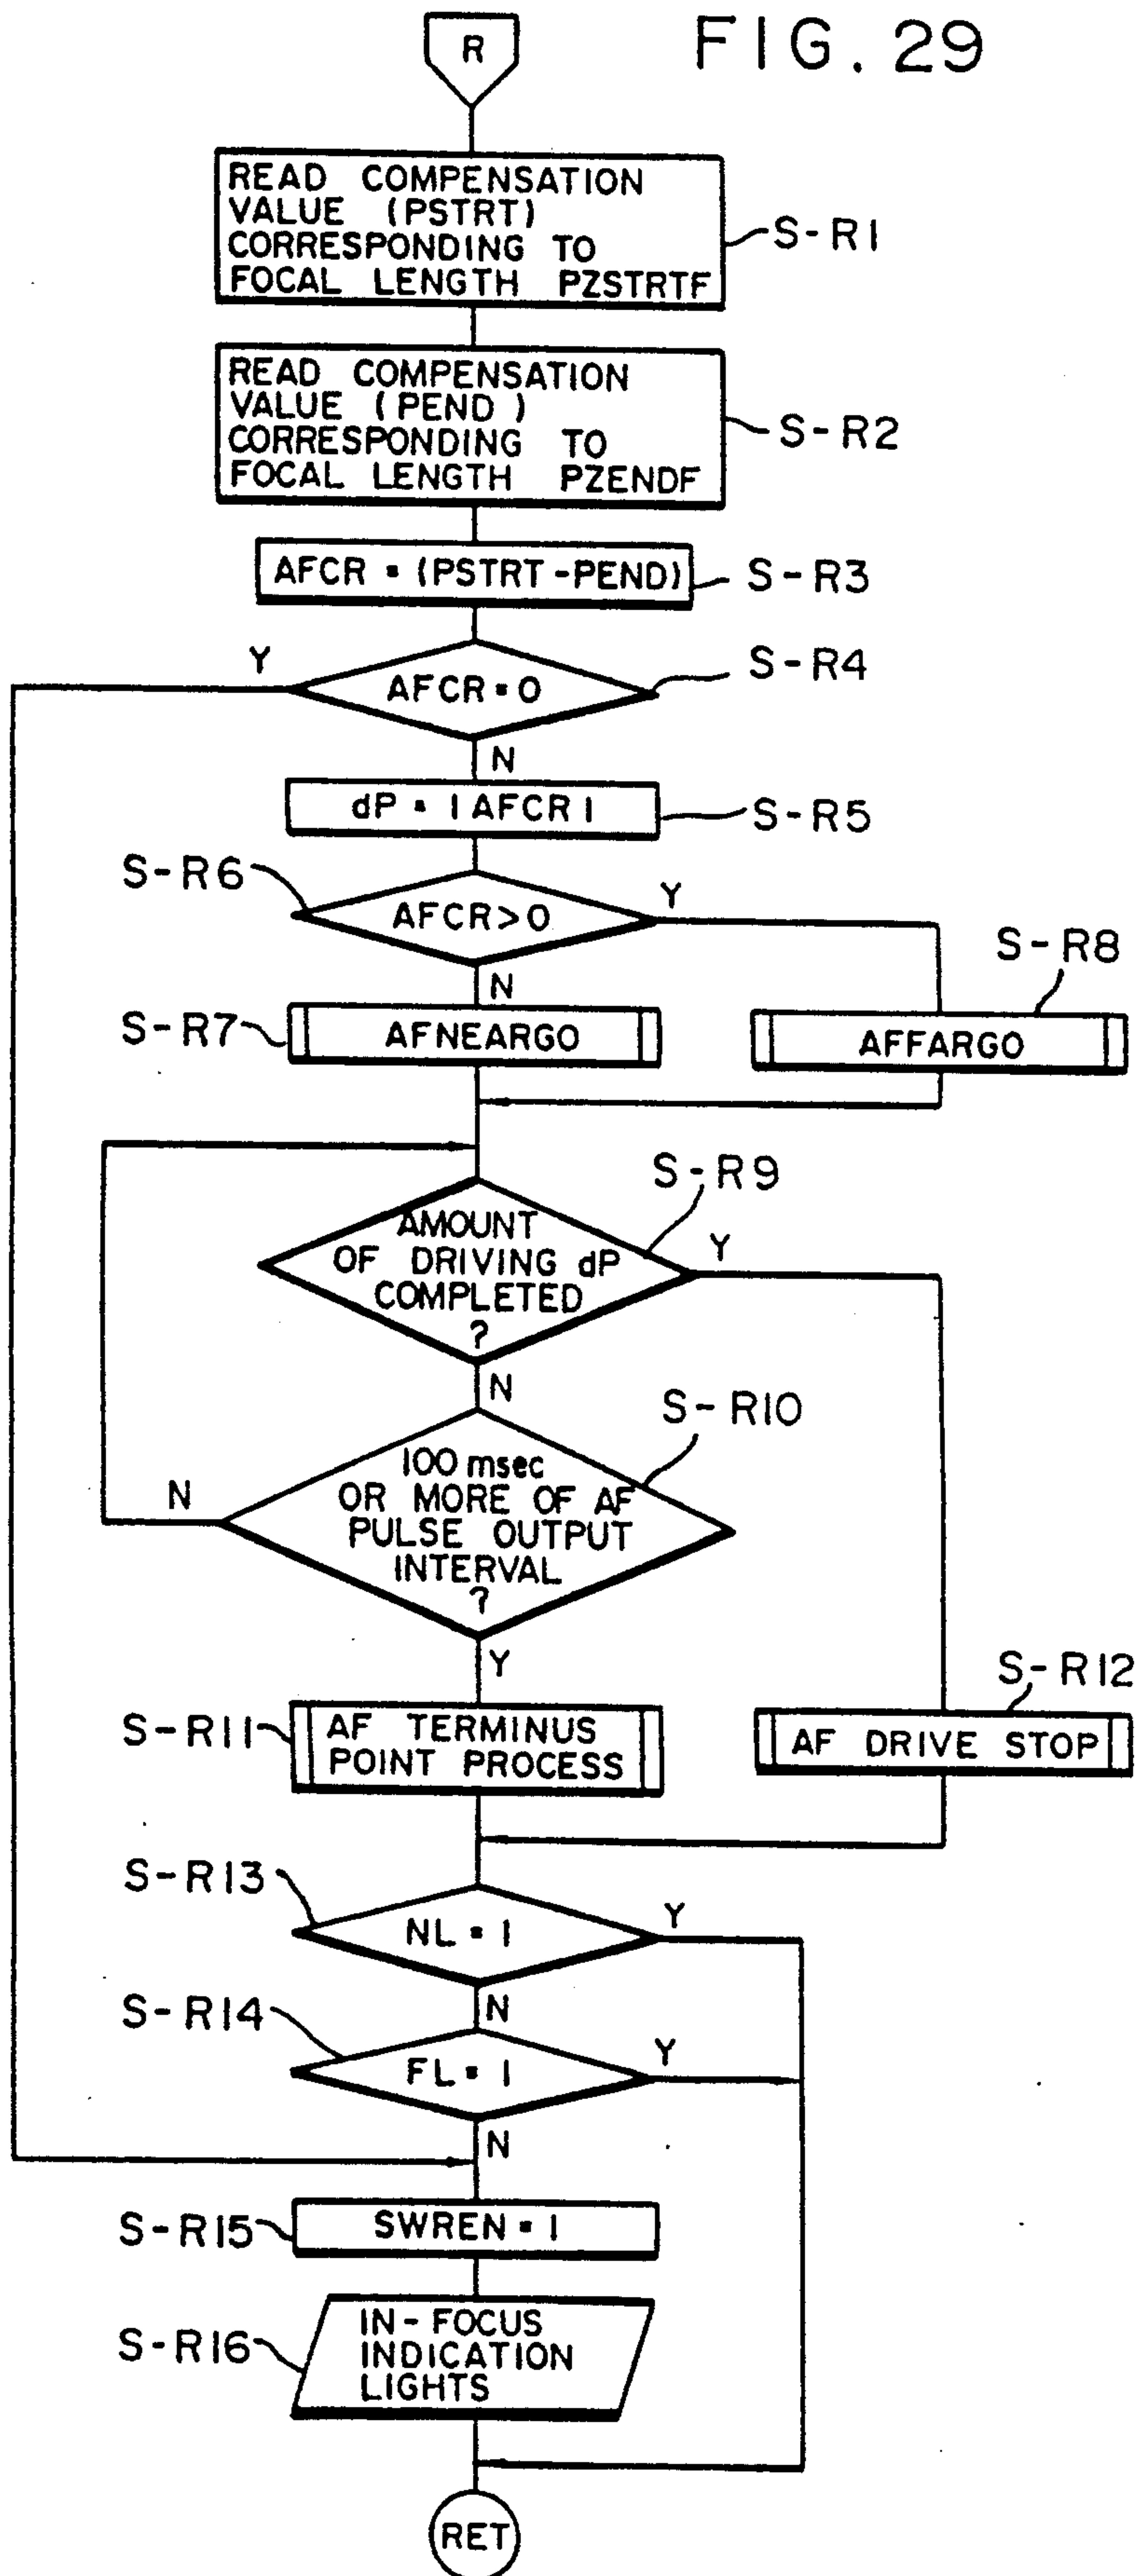 FIG. 29
R
READ COMPENSATION
VALUE (PSTRT)
CORRESPONDING TO
FOCAL LENGTH PZSTRTF
S-R1
READ COMPENSATION
VALUE (PEND)
CORRESPONDING TO
FOCAL LENGTH PZENDF
S-R2
AFCR = (PSTRT-PEND)
S-R3
Y
AFCR = 0
S-R4
N
dP = |AFCR|
S-R5
S-R6
AFCR>0
Y
N
S-R8
S-R7
AFNEARGO
AFFARGO
S-R9
AMOUNT
OF DRIVING dP
COMPLETED
?
Y
N
S-R10
100 msec
OR MORE OF AF
PULSE OUTPUT
INTERVAL
?
N
Y
S-R12
S-R11
AF TERMINUS
POINT PROCESS
AF DRIVE STOP
S-R13
NL = 1
Y
N
S-R14
FL = 1
Y
N
S-R15
SWREN = 1
S-R16
IN-FOCUS
INDICATION
LIGHTS
RET